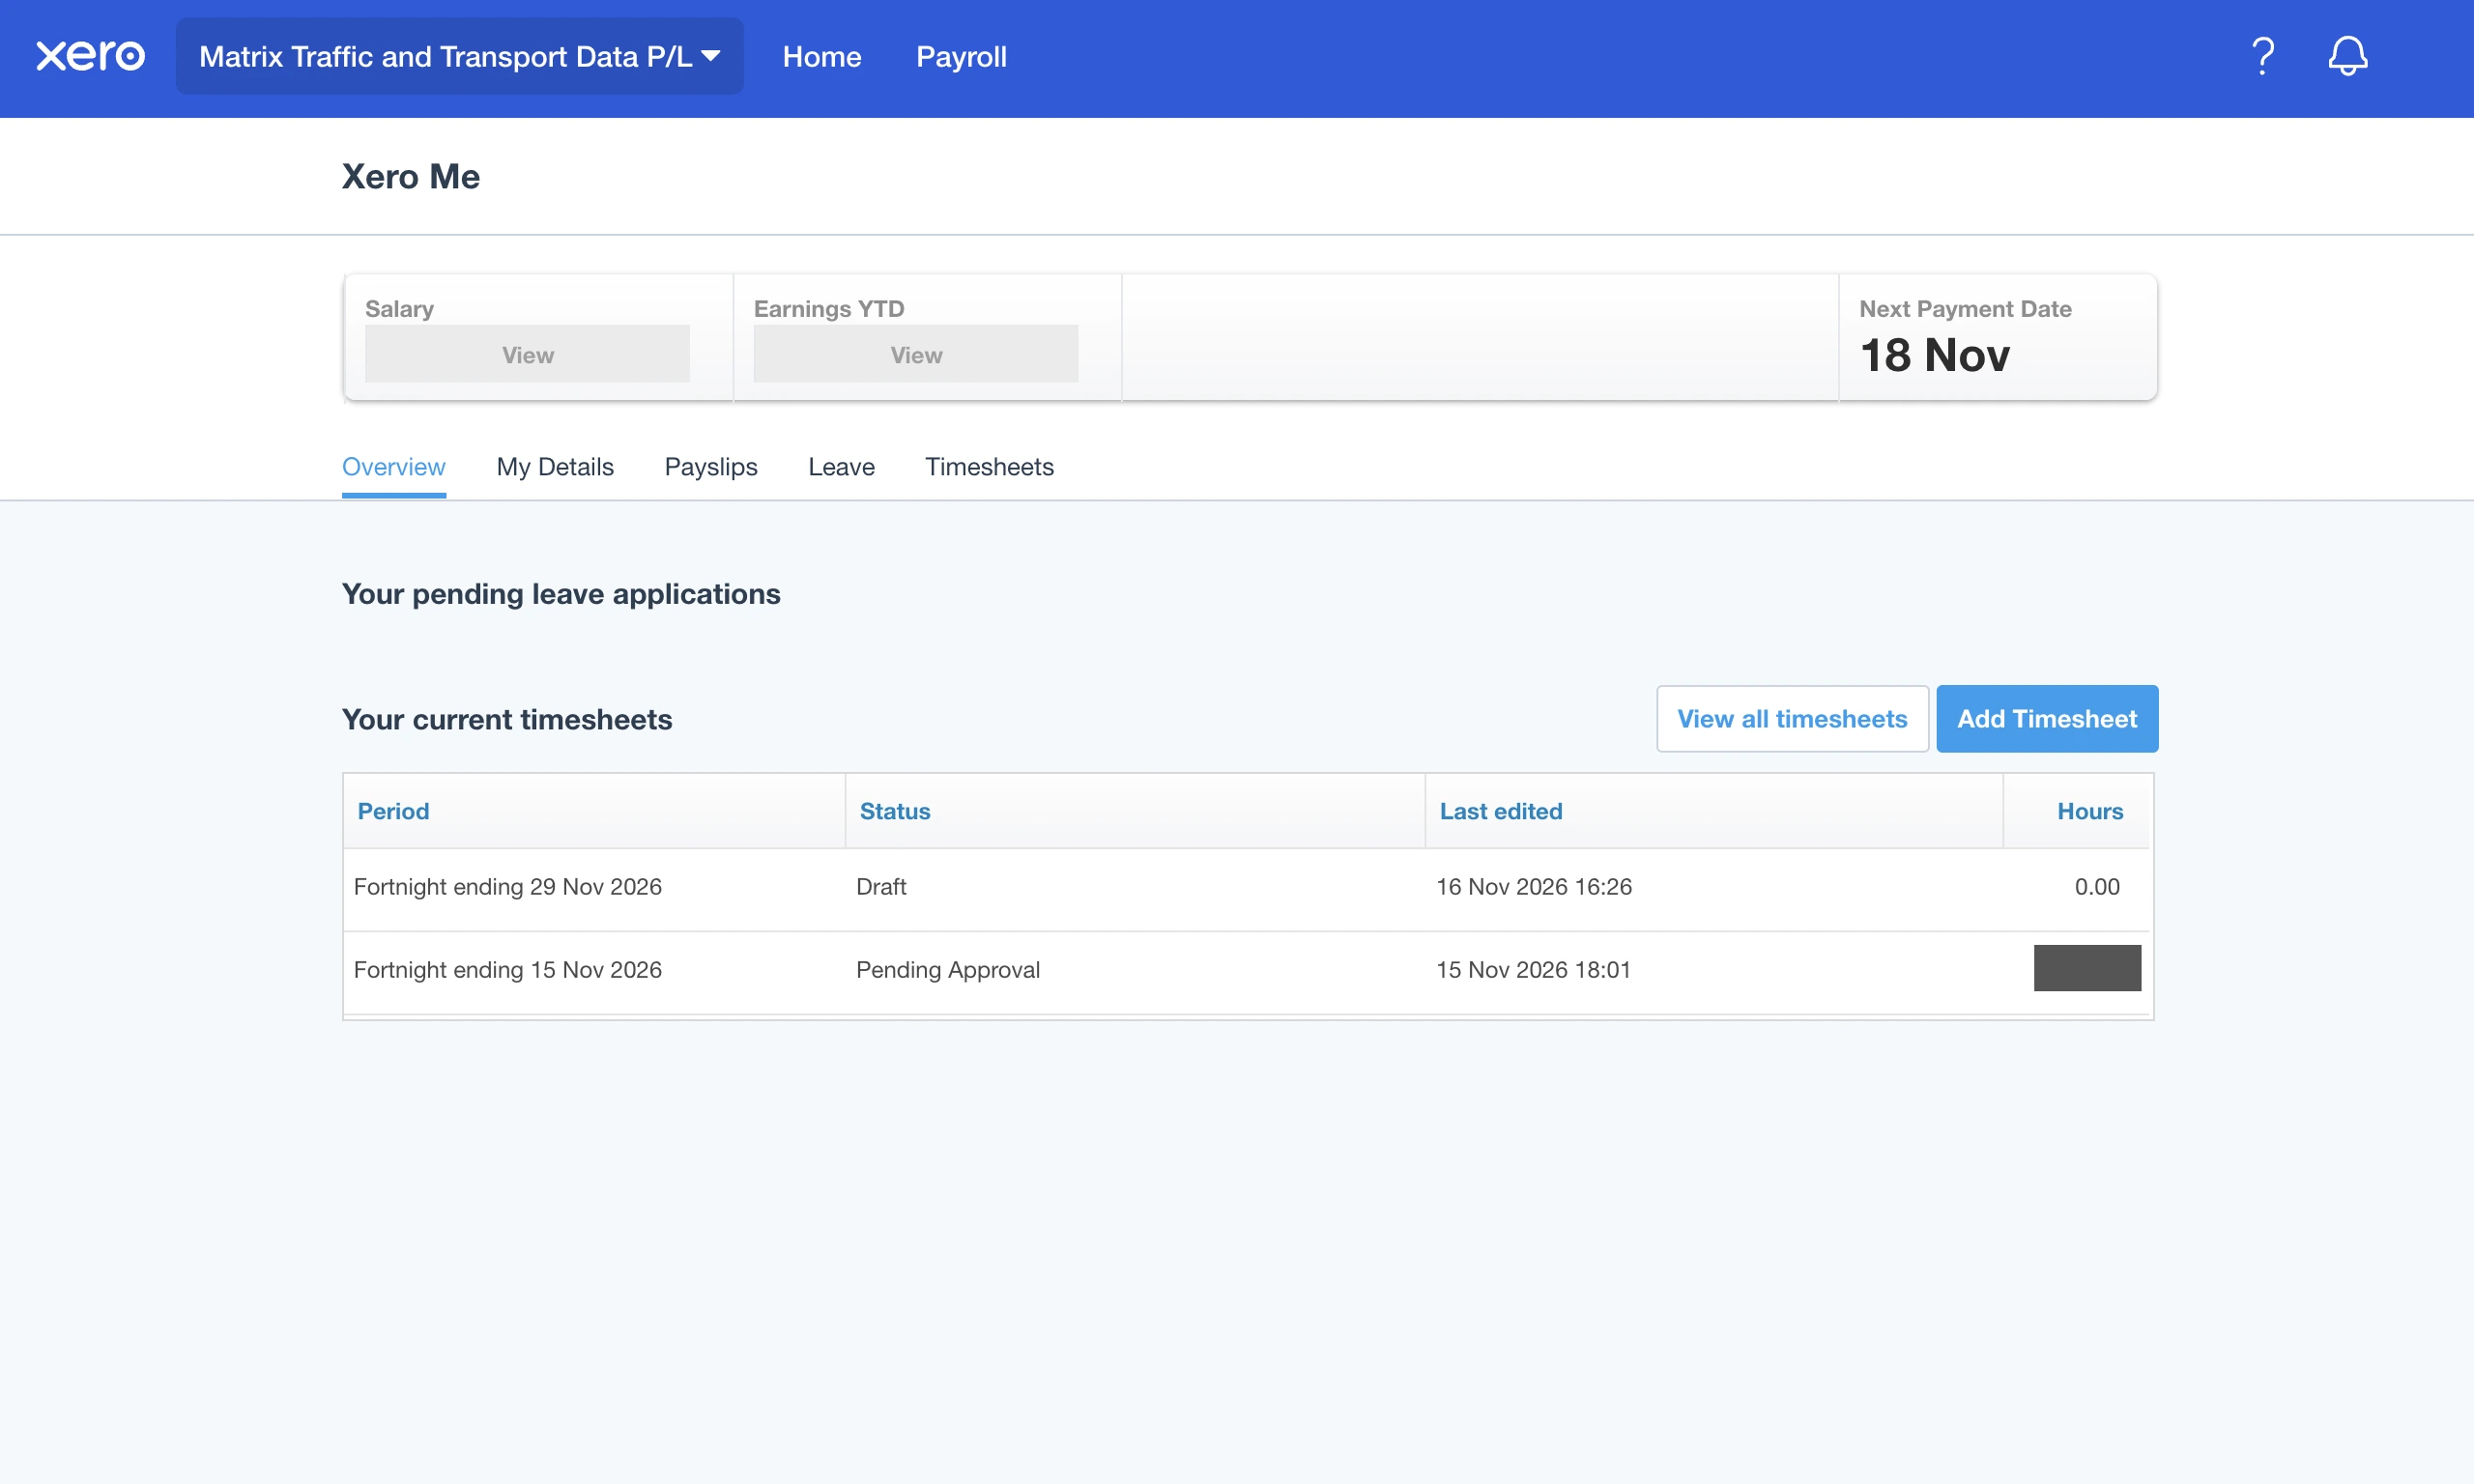 xero Matrix Traffic and Transport Data P/L Home Payroll ?
Xero Me
Salary Earnings YTD Next Payment Date
View View 18 Nov
Overview My Details Payslips Leave Timesheets
Your pending leave applications
Your current timesheets View all timesheets Add Timesheet
Period Status Last edited Hours
Fortnight ending 29 Nov 2026 Draft 16 Nov 2026 16:26 0.00
Fortnight ending 15 Nov 2026 Pending Approval 15 Nov 2026 18:01